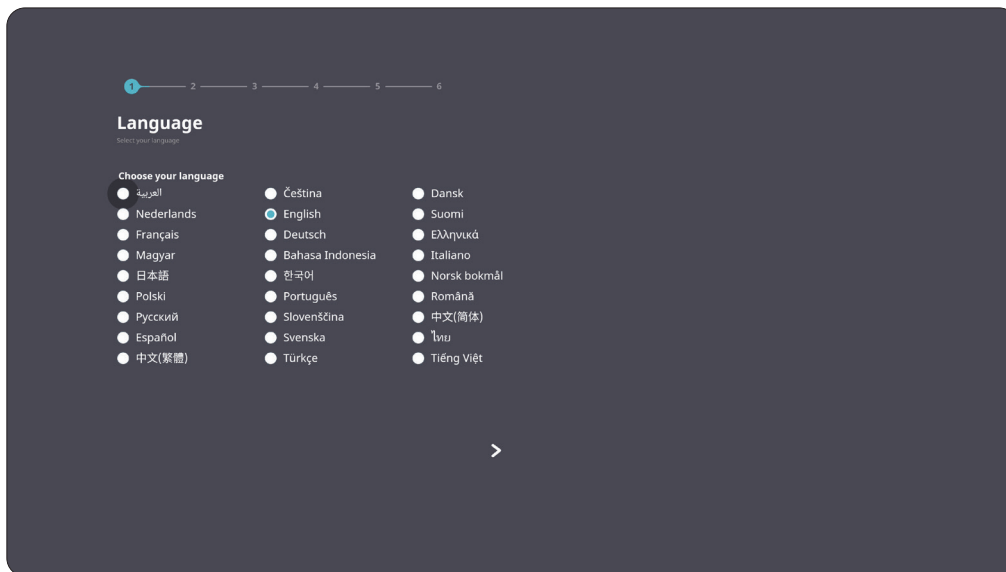 1 2 3 4 5 6
Language
Select your language
Choose your language
العربية Čeština Dansk
Nederlands English Suomi
Français Deutsch Ελληνικά
Magyar Bahasa Indonesia Italiano
日本語 한국어 Norsk bokmål
Polski Português Română
Русский Slovenščina 中文(简体)
Español Svenska ไทย
中文(繁體) Türkçe Tiếng Việt